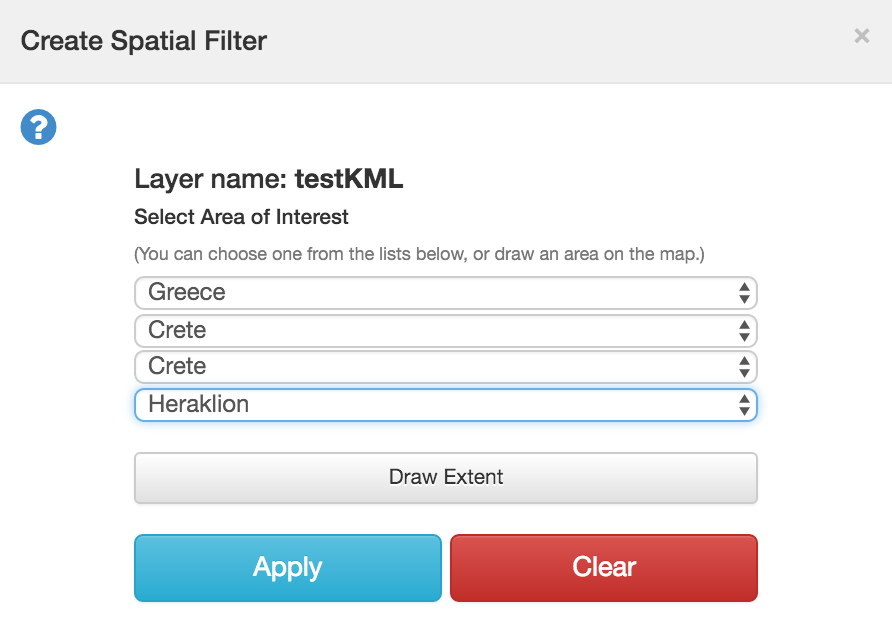 Create Spatial Filter
×
?
Layer name: testKML
Select Area of Interest
(You can choose one from the lists below, or draw an area on the map.)
Greece
Crete
Crete
Heraklion
Draw Extent
Apply Clear